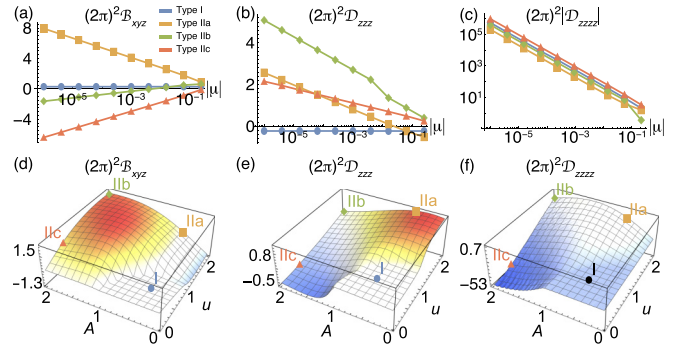 (a) (2π)²ℬxyz
Type I
Type IIa
Type IIb
Type IIc
8
4
0
−4
10⁻⁵ 10⁻³ 10⁻¹ |μ|
(b) (2π)²𝒟zzz
4
2
0
10⁻⁵ 10⁻³ 10⁻¹ |μ|
(c) (2π)²|𝒟zzzz|
10⁵
10³
10¹
10⁻⁵ 10⁻³ 10⁻¹ |μ|
(d) (2π)²ℬxyz
IIb
IIa
IIc
I
1.5
−1.3
2
1
0
A
2
1
u
(e) (2π)²𝒟zzz
IIb
IIa
IIc
I
0.8
−0.5
2
1
0
A
2
1
u
(f) (2π)²𝒟zzzz
IIb
IIa
IIc
I
0.7
−53
2
1
0
A
2
1
u